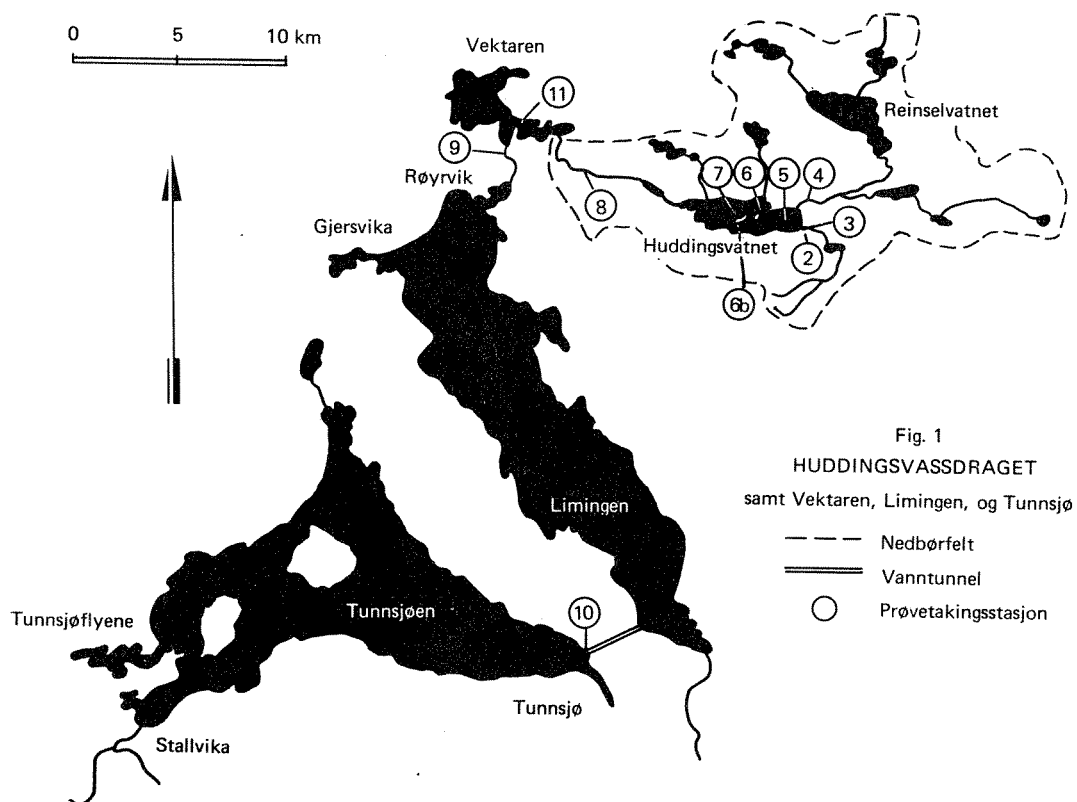 0 5 10 km
Vektaren
11
Reinselvatnet
9
Røyrvik
7 6 5 4
8
Gjersvika
3
Huddingsvatnet
2
6b
Fig. 1
HUDDINGSVASSDRAGET
samt Vektaren, Limingen, og Tunnsjø
Limingen
Nedbørfelt
Vanntunnel
Prøvetakingsstasjon
Tunnsjøflyene
Tunnsjøen
10
Tunnsjø
Stallvika